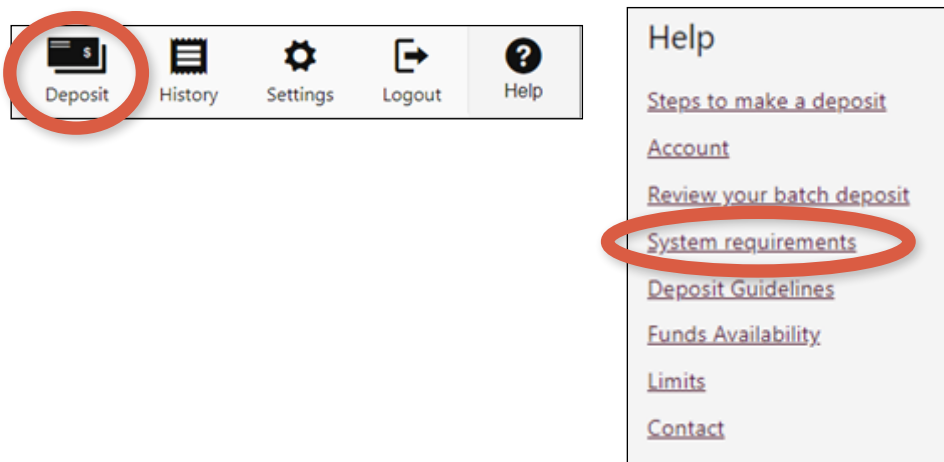 $
Deposit
History
Settings
Logout
?
Help
Help
Steps to make a deposit
Account
Review your batch deposit
System requirements
Deposit Guidelines
Funds Availability
Limits
Contact